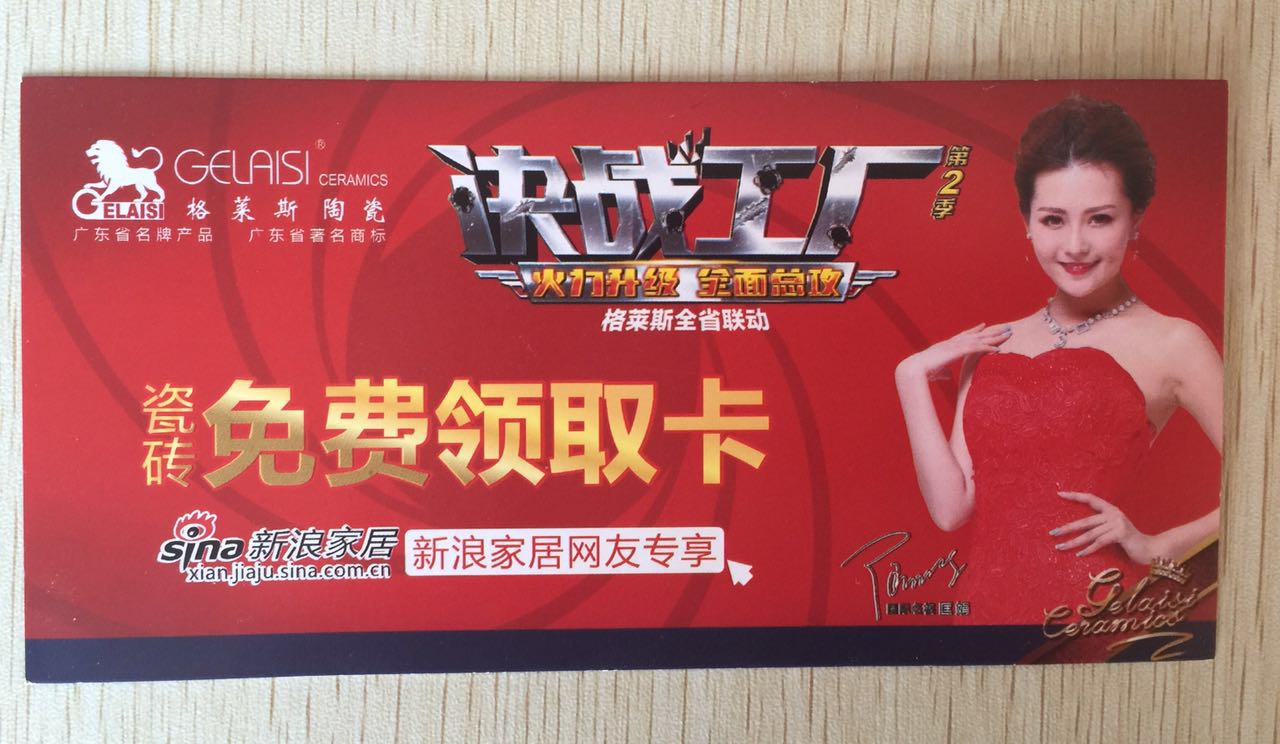 GELAISI® CERAMICS
GELAISI 格莱斯陶瓷
广东省名牌产品 广东省著名商标
决战工厂
第2季
火力升级 全面总攻
格莱斯全省联动
瓷砖
免费领取卡
sina 新浪家居
xian.jiaju.sina.com.cn
新浪家居网友专享
匡娟
Gelaisi
Ceramics